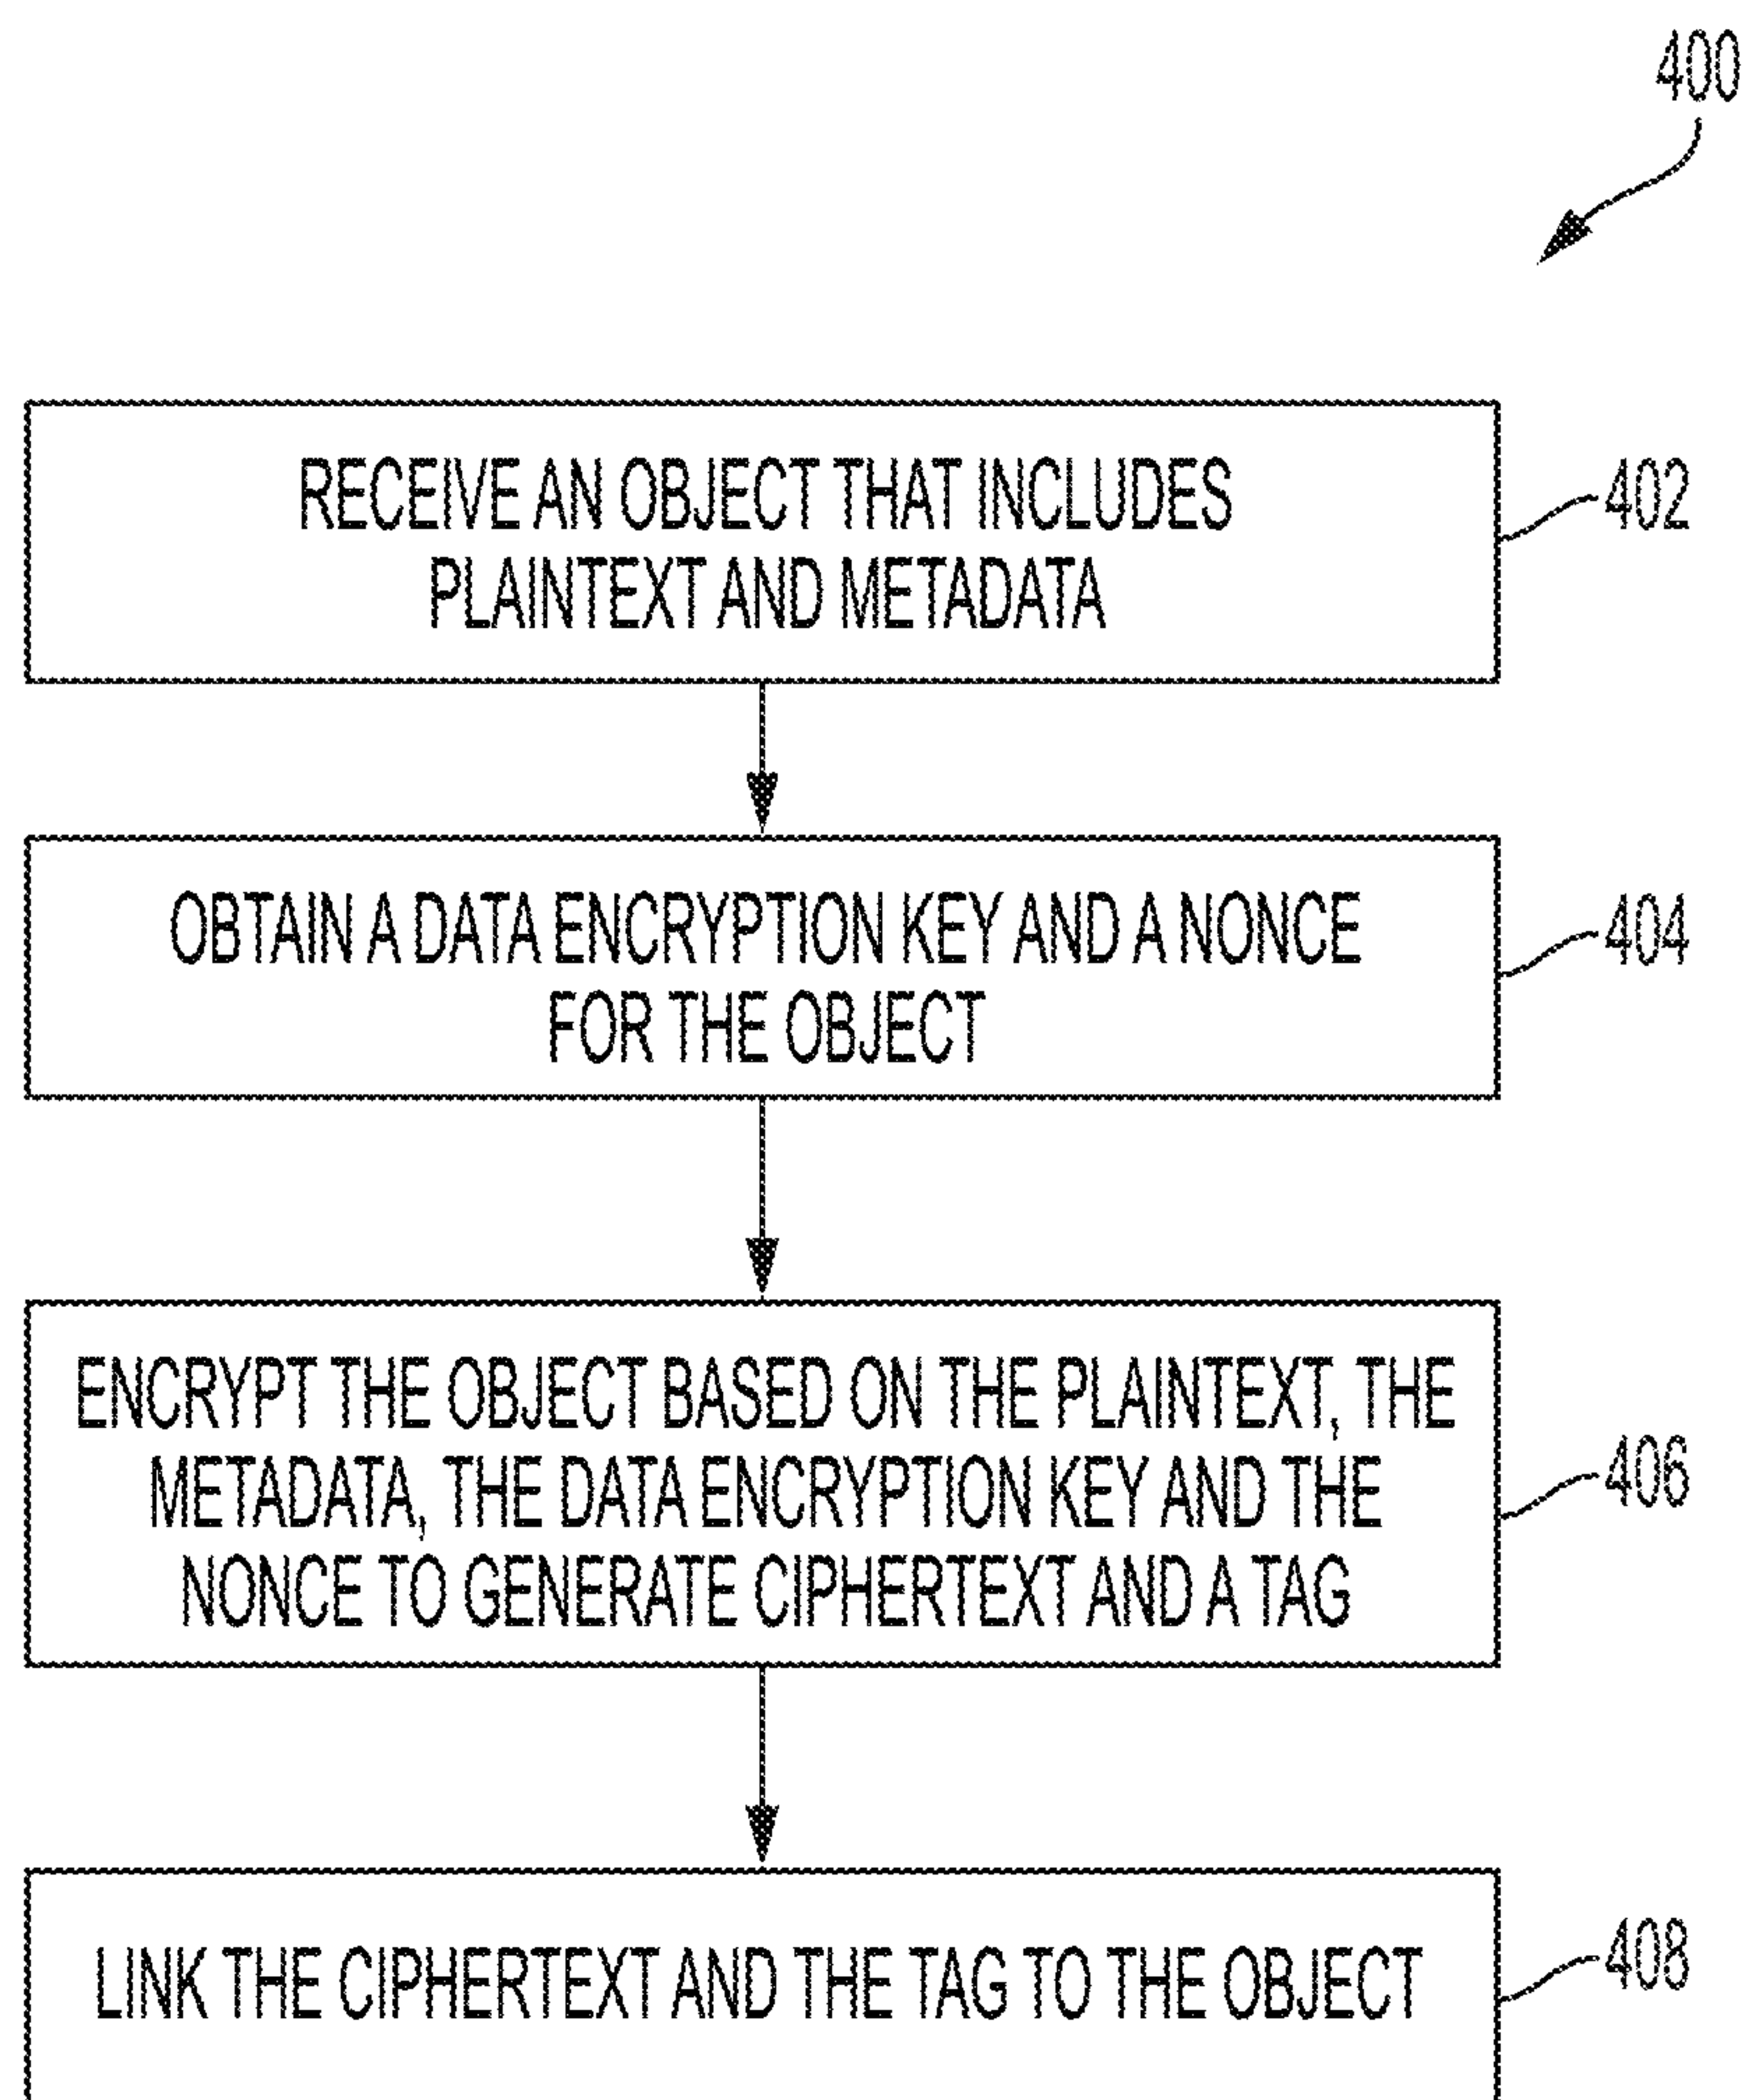 400
RECEIVE AN OBJECT THAT INCLUDES
PLAINTEXT AND METADATA
402
OBTAIN A DATA ENCRYPTION KEY AND A NONCE
FOR THE OBJECT
404
ENCRYPT THE OBJECT BASED ON THE PLAINTEXT, THE
METADATA, THE DATA ENCRYPTION KEY AND THE
NONCE TO GENERATE CIPHERTEXT AND A TAG
406
LINK THE CIPHERTEXT AND THE TAG TO THE OBJECT
408